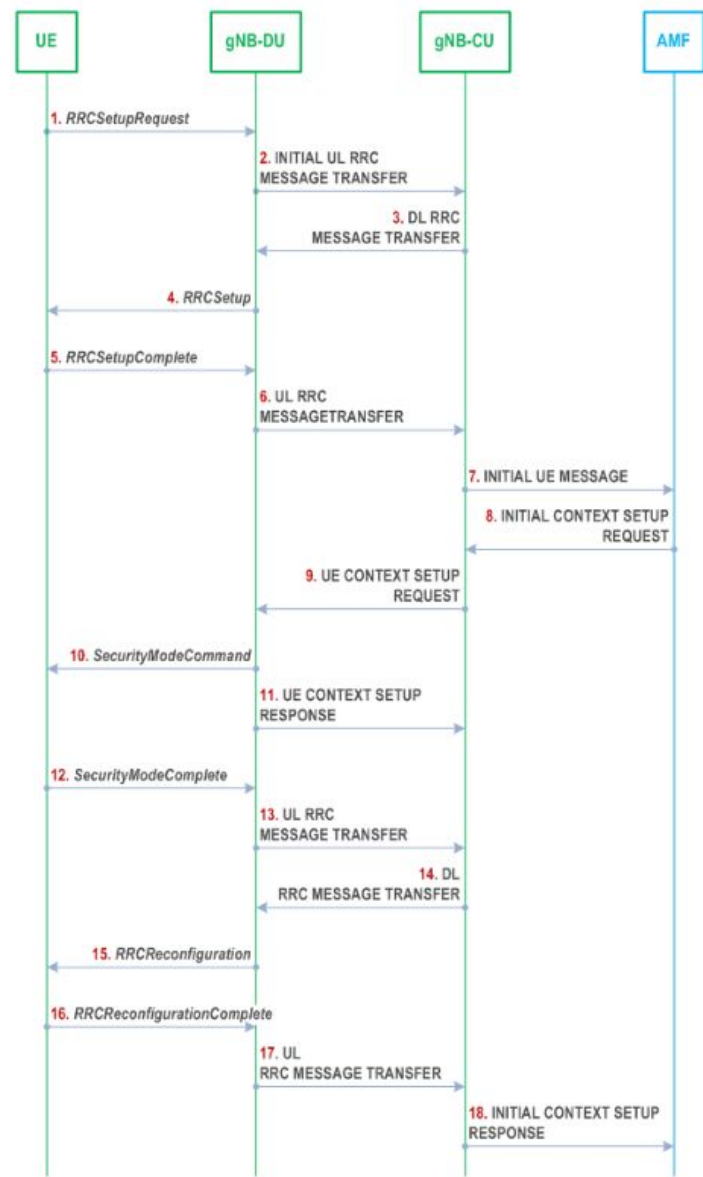 UE
gNB-DU
gNB-CU
AMF
1. RRCSetupRequest
2. INITIAL UL RRC
MESSAGE TRANSFER
3. DL RRC
MESSAGE TRANSFER
4. RRCSetup
5. RRCSetupComplete
6. UL RRC
MESSAGETRANSFER
7. INITIAL UE MESSAGE
8. INITIAL CONTEXT SETUP
REQUEST
9. UE CONTEXT SETUP
REQUEST
10. SecurityModeCommand
11. UE CONTEXT SETUP
RESPONSE
12. SecurityModeComplete
13. UL RRC
MESSAGE TRANSFER
14. DL
RRC MESSAGE TRANSFER
15. RRCReconfiguration
16. RRCReconfigurationComplete
17. UL
RRC MESSAGE TRANSFER
18. INITIAL CONTEXT SETUP
RESPONSE